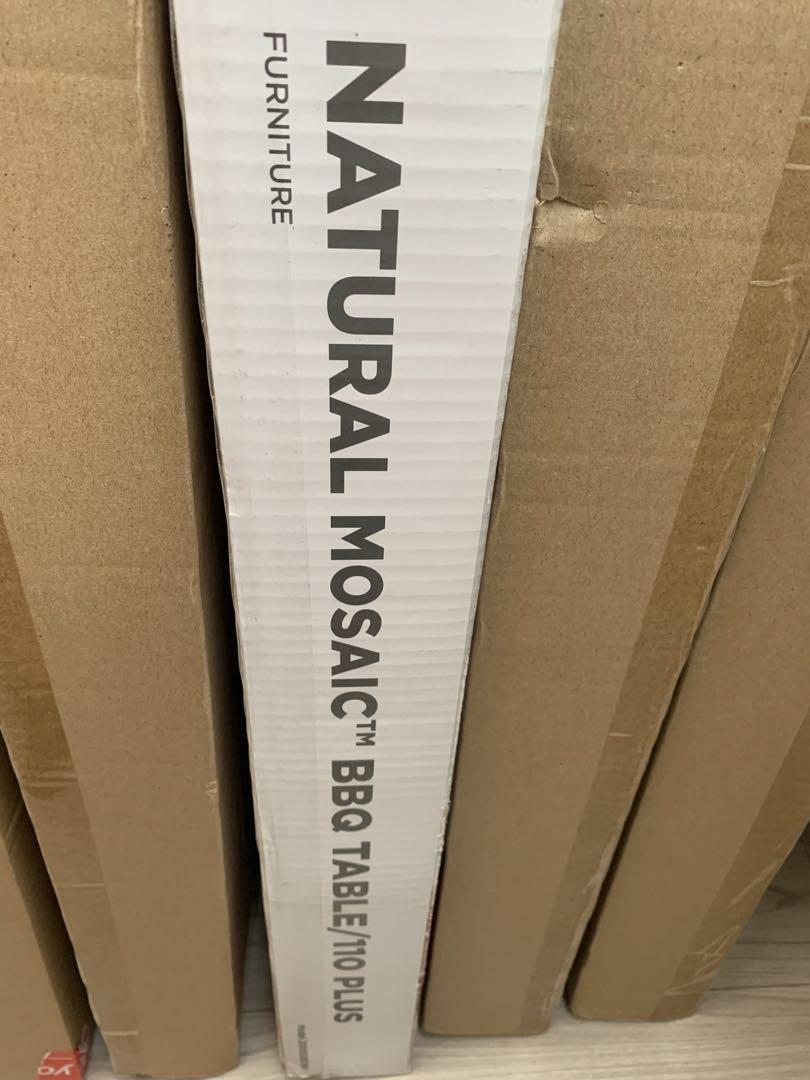 NATURAL MOSAIC™ BBQ TABLE/110 PLUS
FURNITURE